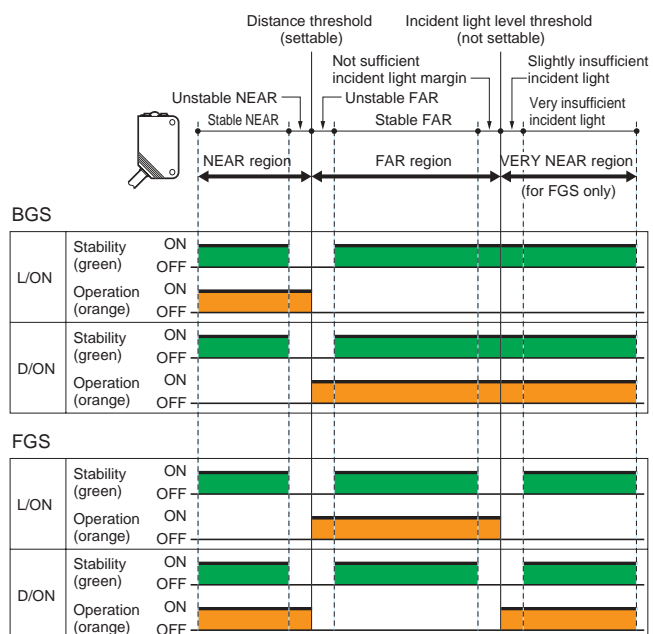 Distance threshold
(settable)
Incident light level threshold
(not settable)
Not sufficient
incident light margin
Slightly insufficient
incident light
Unstable NEAR
Unstable FAR
Very insufficient
incident light
Stable NEAR
Stable FAR
NEAR region
FAR region
VERY NEAR region
(for FGS only)
BGS
L/ON
Stability
(green)
ON
OFF
Operation
(orange)
ON
OFF
D/ON
Stability
(green)
ON
OFF
Operation
(orange)
ON
OFF
FGS
L/ON
Stability
(green)
ON
OFF
Operation
(orange)
ON
OFF
D/ON
Stability
(green)
ON
OFF
Operation
(orange)
ON
OFF